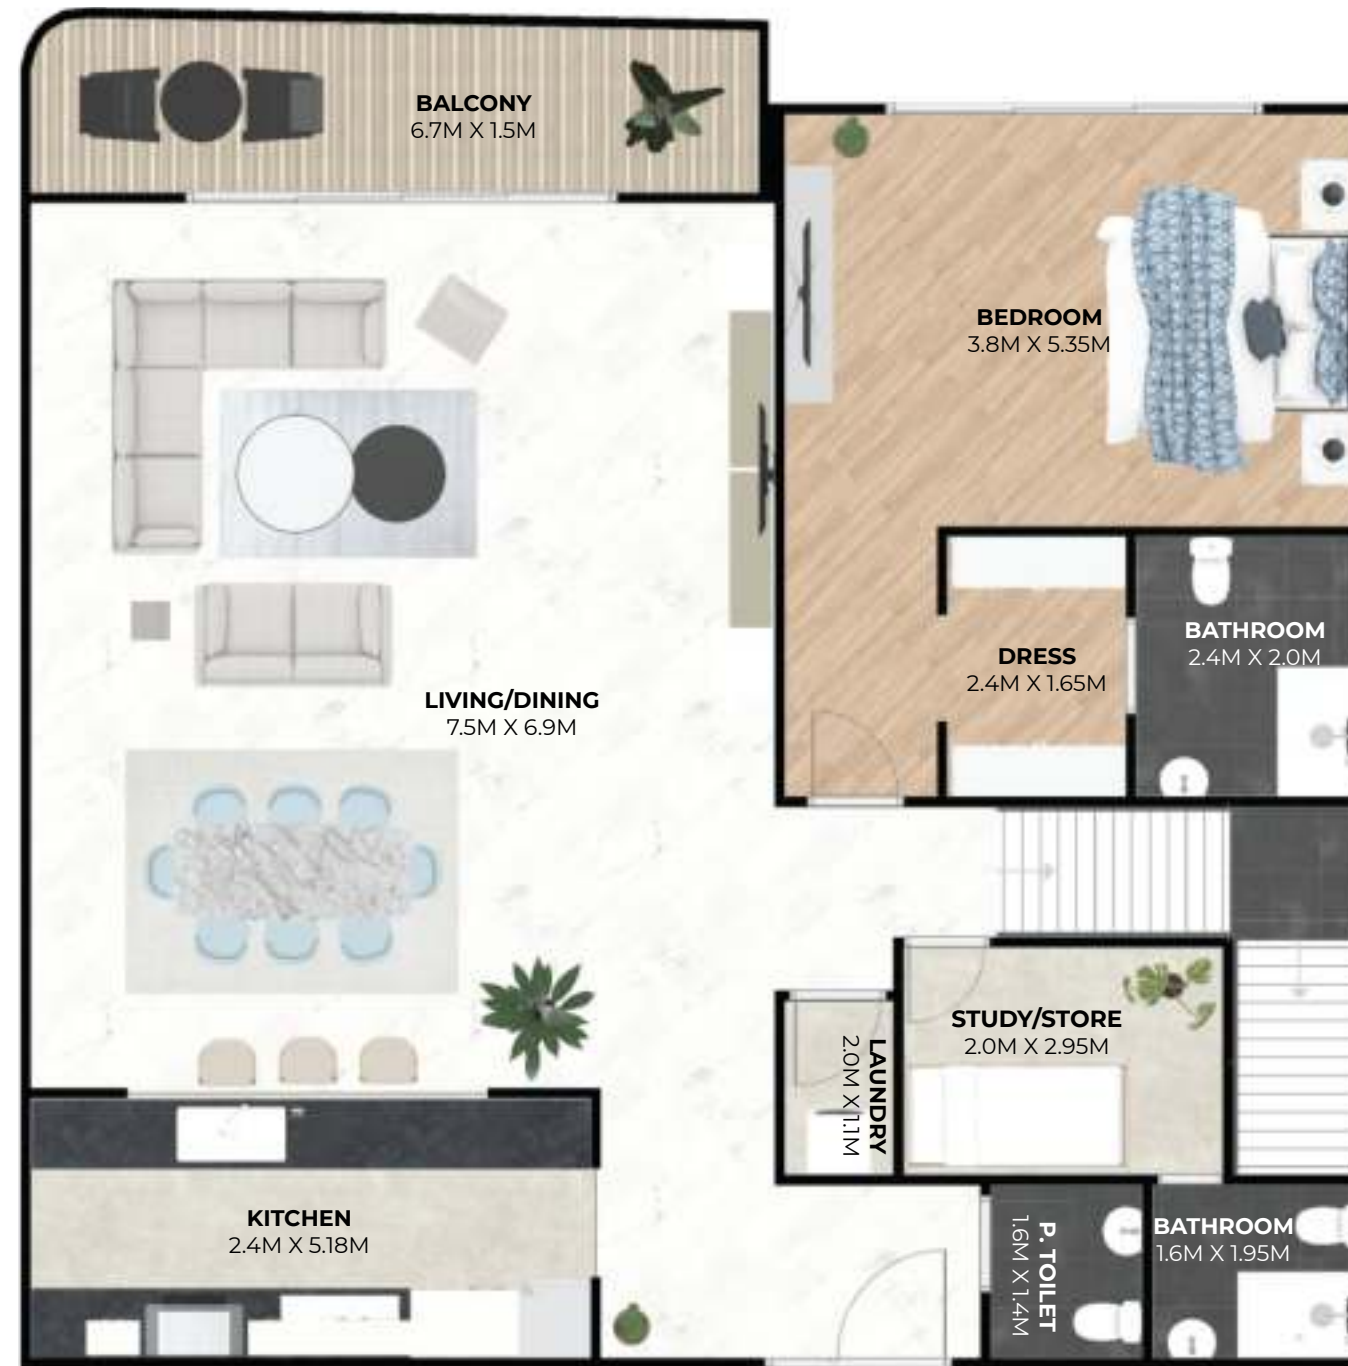 BALCONY
6.7M X 1.5M
BEDROOM
3.8M X 5.35M
BATHROOM
2.4M X 2.0M
DRESS
2.4M X 1.65M
LIVING/DINING
7.5M X 6.9M
STUDY/STORE
2.0M X 2.95M
LAUNDRY
2.0M X 1.1M
KITCHEN
2.4M X 5.18M
P. TOILET
1.6M X 1.4M
BATHROOM
1.6M X 1.95M